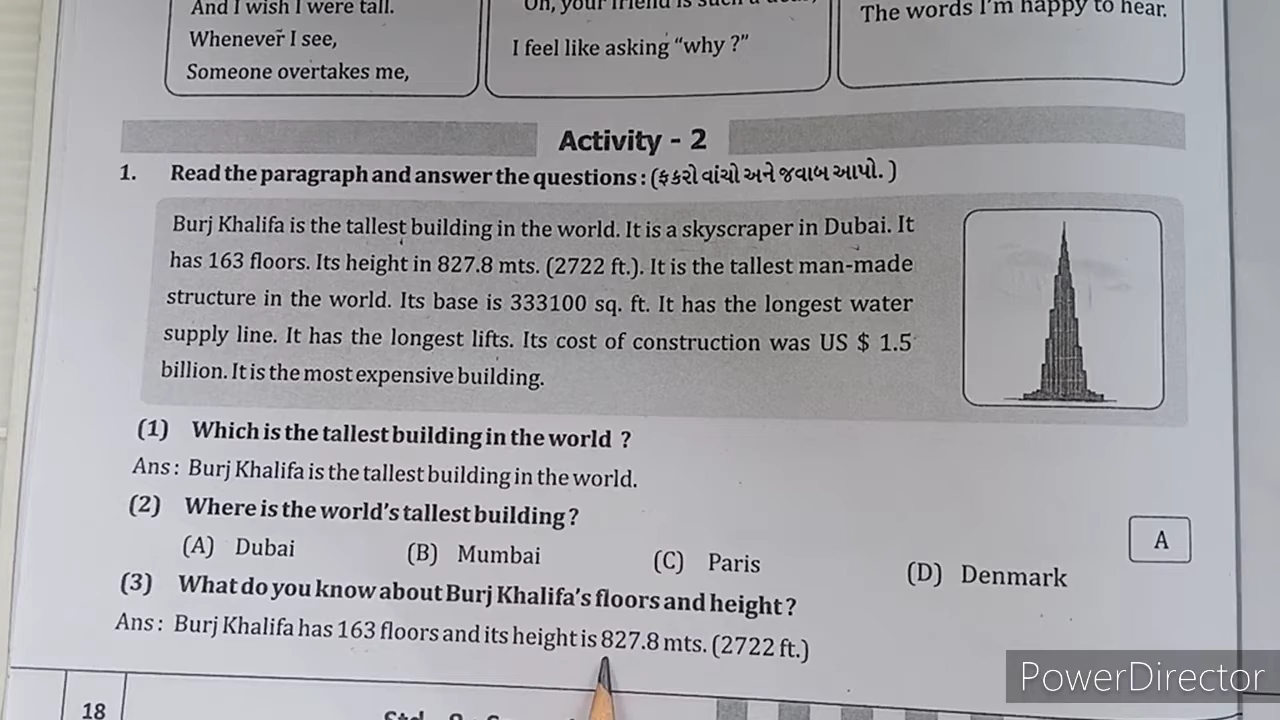 And I wish I were tall.
Whenever I see,
Someone overtakes me,
Oh, your friend is such a
I feel like asking “why ?”
The words I'm happy to hear.
Activity - 2
1. Read the paragraph and answer the questions : (ફકરો વાંચો અને જવાબ આપો. )
Burj Khalifa is the tallest building in the world. It is a skyscraper in Dubai. It
has 163 floors. Its height in 827.8 mts. (2722 ft.). It is the tallest man-made
structure in the world. Its base is 333100 sq. ft. It has the longest water
supply line. It has the longest lifts. Its cost of construction was US $ 1.5
billion. It is the most expensive building.
(1) Which is the tallest building in the world ?
Ans : Burj Khalifa is the tallest building in the world.
(2) Where is the world's tallest building ?
(A) Dubai (B) Mumbai (C) Paris (D) Denmark
A
(3) What do you know about Burj Khalifa's floors and height ?
Ans : Burj Khalifa has 163 floors and its height is 827.8 mts. (2722 ft.)
18
PowerDirector